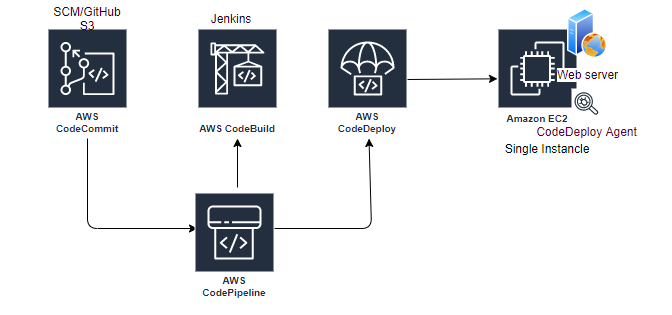 SCM/GitHub
S3
Jenkins
AWS
CodeCommit
AWS CodeBuild
AWS
CodeDeploy
Web server
Amazon EC2
CodeDeploy Agent
Single Instancle
AWS
CodePipeline